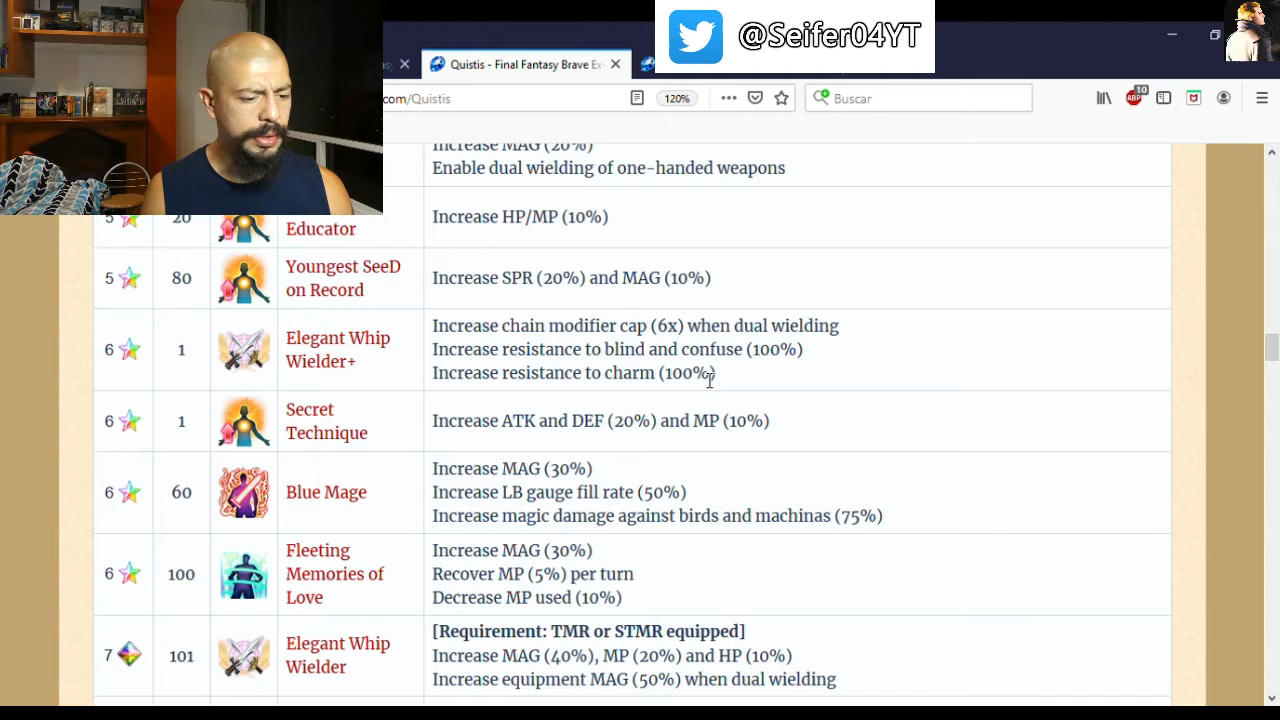 @Seifer04YT
Quistis - Final Fantasy Brave Ex
com/Quistis
120%
Buscar
10
Increase MAG (20%)
Enable dual wielding of one-handed weapons
5 20 Educator Increase HP/MP (10%)
5 80 Youngest SeeD on Record Increase SPR (20%) and MAG (10%)
6 1 Elegant Whip Wielder+ Increase chain modifier cap (6x) when dual wielding
Increase resistance to blind and confuse (100%)
Increase resistance to charm (100%)
6 1 Secret Technique Increase ATK and DEF (20%) and MP (10%)
6 60 Blue Mage Increase MAG (30%)
Increase LB gauge fill rate (50%)
Increase magic damage against birds and machinas (75%)
6 100 Fleeting Memories of Love Increase MAG (30%)
Recover MP (5%) per turn
Decrease MP used (10%)
7 101 Elegant Whip Wielder [Requirement: TMR or STMR equipped]
Increase MAG (40%), MP (20%) and HP (10%)
Increase equipment MAG (50%) when dual wielding